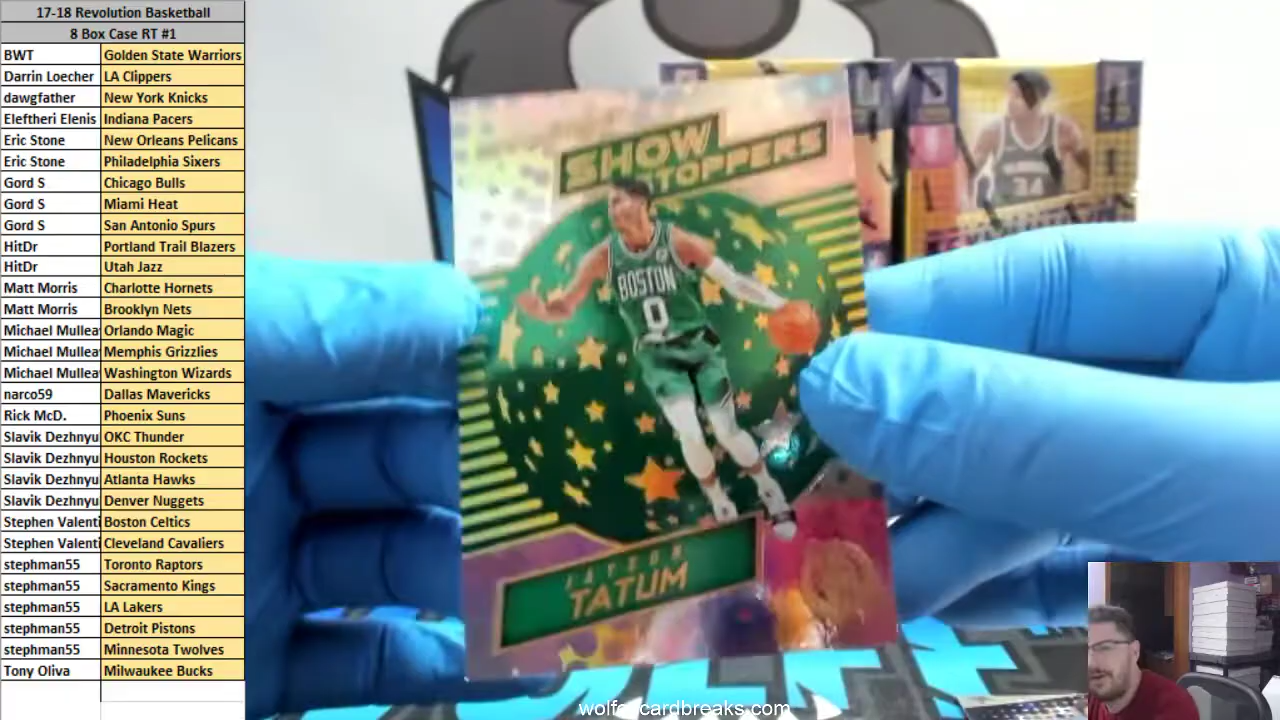 17-18 Revolution Basketball
8 Box Case RT #1
BWT Golden State Warriors
Darrin Loecher LA Clippers
dawgfather New York Knicks
Eleftheri Elenis Indiana Pacers
Eric Stone New Orleans Pelicans
Eric Stone Philadelphia Sixers
Gord S Chicago Bulls
Gord S Miami Heat
Gord S San Antonio Spurs
HitDr Portland Trail Blazers
HitDr Utah Jazz
Matt Morris Charlotte Hornets
Matt Morris Brooklyn Nets
Michael Mullea Orlando Magic
Michael Mullea Memphis Grizzlies
Michael Mullea Washington Wizards
narco59 Dallas Mavericks
Rick McD. Phoenix Suns
Slavik Dezhnyu OKC Thunder
Slavik Dezhnyu Houston Rockets
Slavik Dezhnyu Atlanta Hawks
Slavik Dezhnyu Denver Nuggets
Stephen Valenti Boston Celtics
Stephen Valenti Cleveland Cavaliers
stephman55 Toronto Raptors
stephman55 Sacramento Kings
stephman55 LA Lakers
stephman55 Detroit Pistons
stephman55 Minnesota Twolves
Tony Oliva Milwaukee Bucks
SHOW
STOPPERS
BOSTON
0
JAYSON
TATUM
34